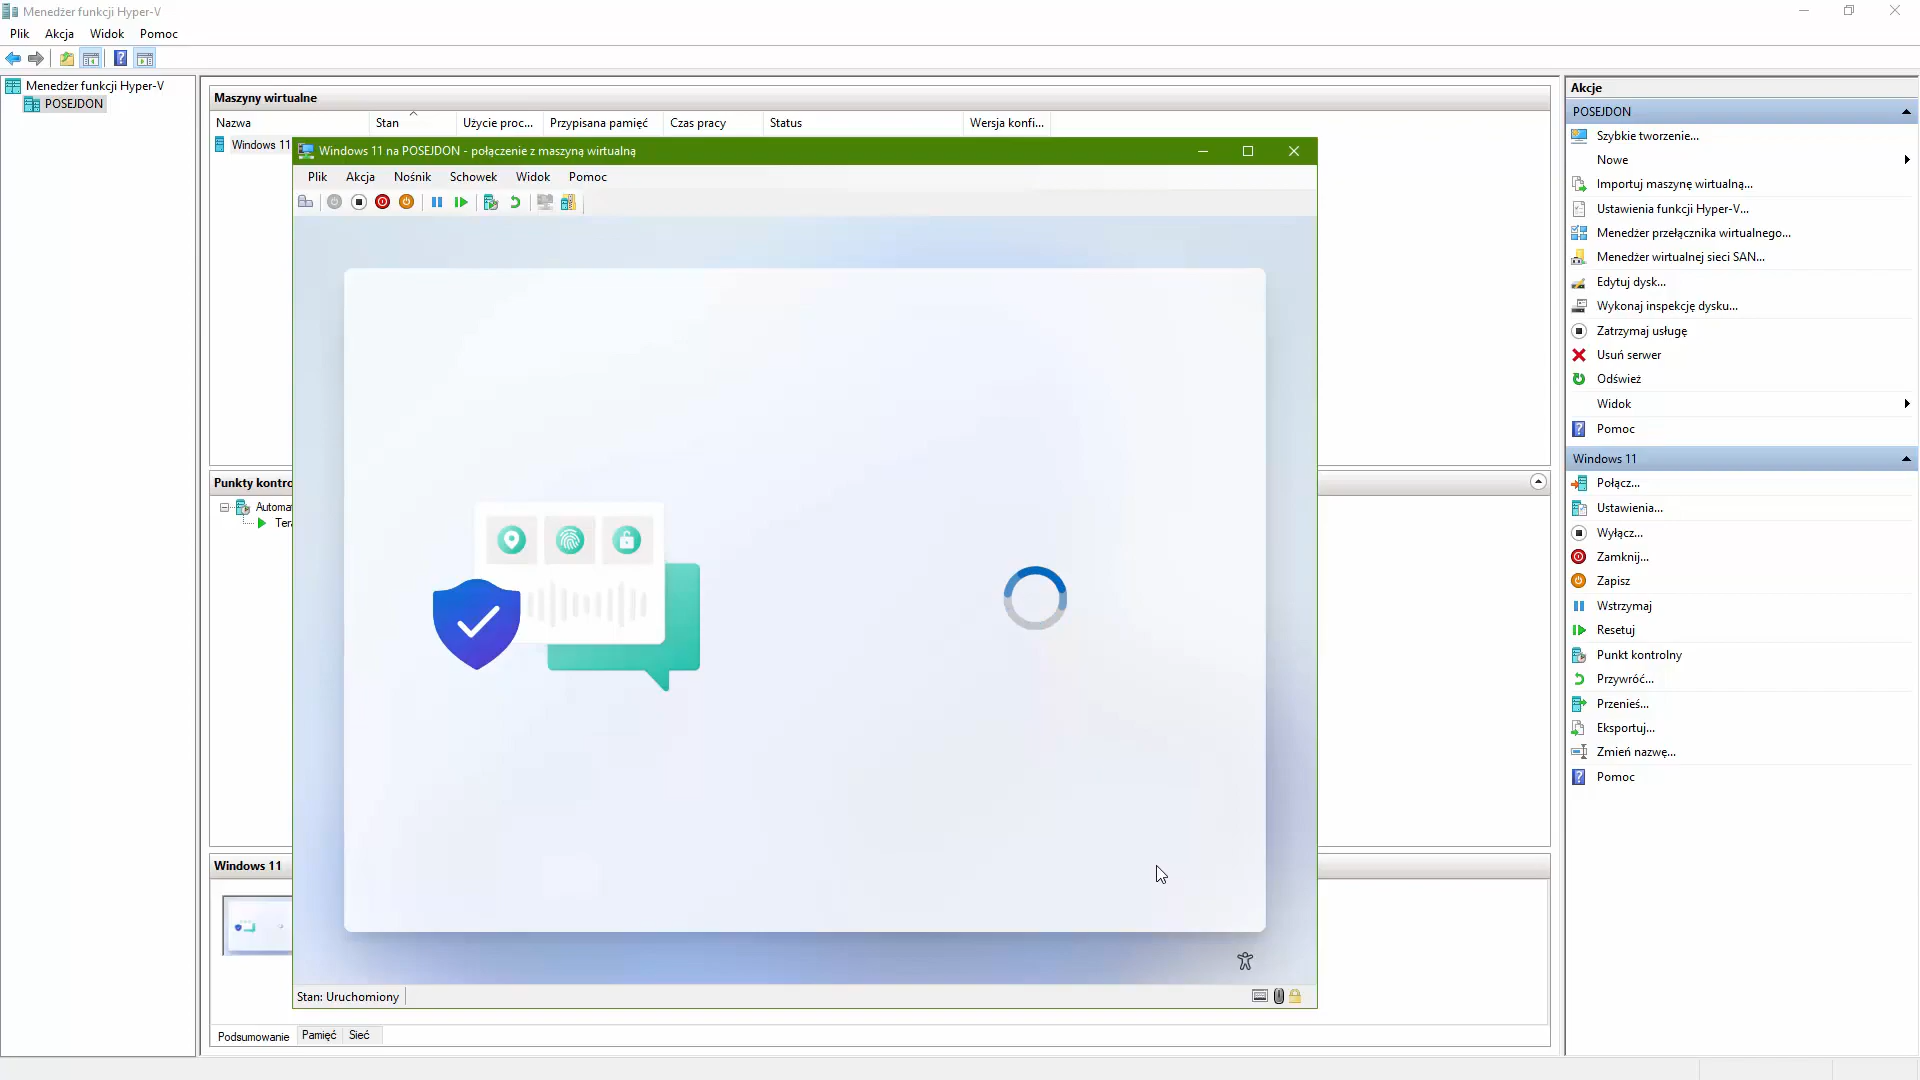 Menedżer funkcji Hyper-V
Plik Akcja Widok Pomoc
Menedżer funkcji Hyper-V
POSEJDON
Maszyny wirtualne
Nazwa Stan Użycie proc... Przypisana pamięć Czas pracy Status Wersja konfi...
Windows 11
Windows 11 na POSEJDON - połączenie z maszyną wirtualną
Plik Akcja Nośnik Schowek Widok Pomoc
Stan: Uruchomiony
Punkty kontro
Automa
Tera
Windows 11
Podsumowanie Pamięć Sieć
Akcje
POSEJDON
Szybkie tworzenie...
Nowe
Importuj maszynę wirtualną...
Ustawienia funkcji Hyper-V...
Menedżer przełącznika wirtualnego...
Menedżer wirtualnej sieci SAN...
Edytuj dysk...
Wykonaj inspekcję dysku...
Zatrzymaj usługę
Usuń serwer
Odśwież
Widok
Pomoc
Windows 11
Połącz...
Ustawienia...
Wyłącz...
Zamknij...
Zapisz
Wstrzymaj
Resetuj
Punkt kontrolny
Przywróć...
Przenieś...
Eksportuj...
Zmień nazwę...
Pomoc